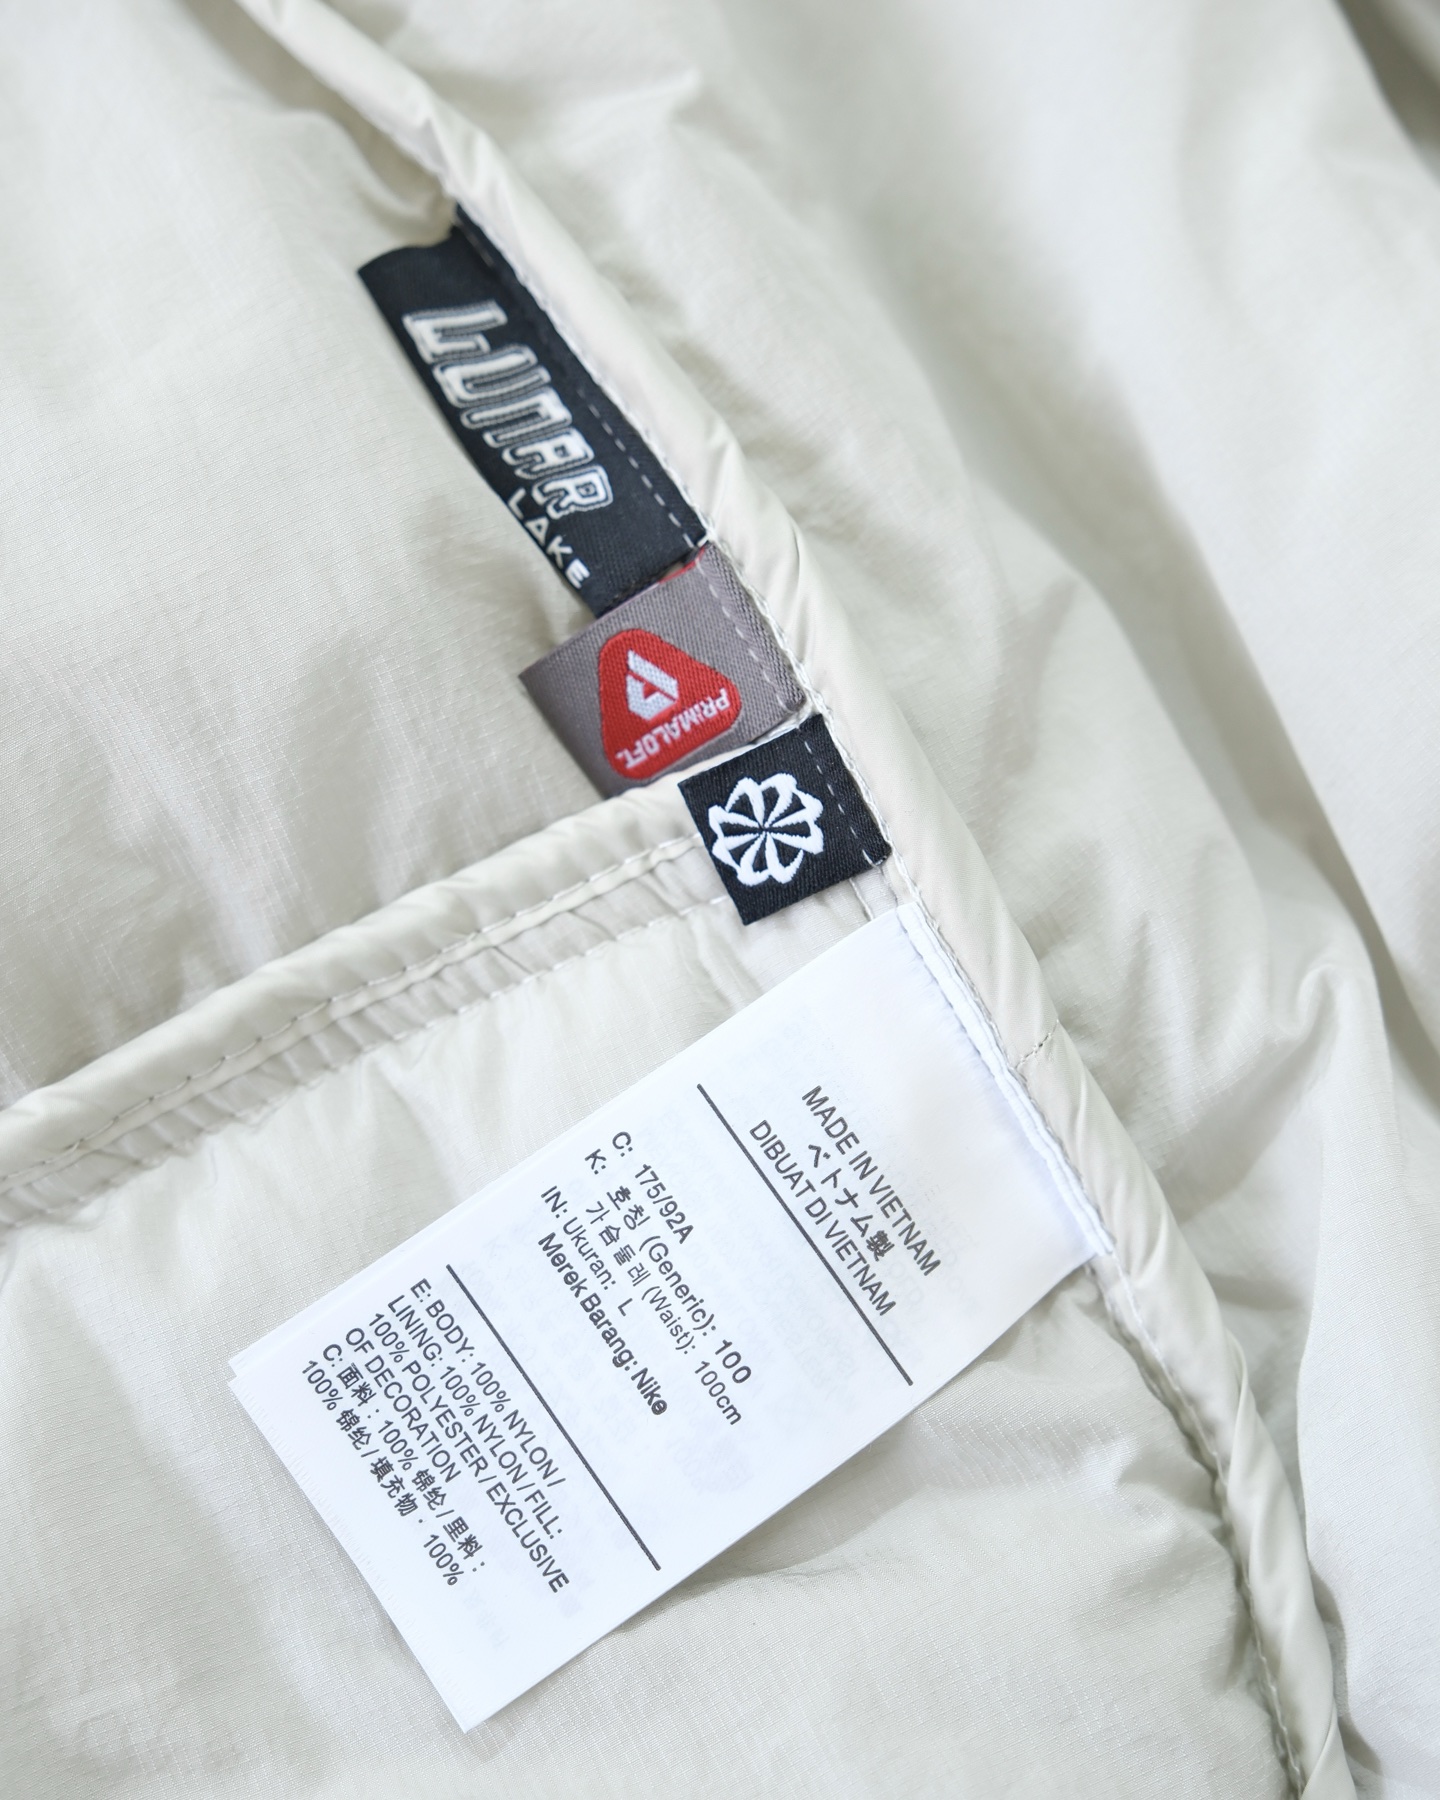 LUNAR
LAKE
PRIMALOFT.
MADE IN VIETNAM
ベトナム製
DIBUAT DI VIETNAM
C: 175/92A
K: 호칭 (Generic): 100
가슴둘레 (Waist): 100cm
IN: Ukuran: L
Merek Barang: Nike
E: BODY: 100% NYLON /
LINING: 100% NYLON / FILL:
100% POLYESTER / EXCLUSIVE
OF DECORATION
C: 面料：100% 锦纶 / 里料：
100% 锦纶 / 填充物：100%